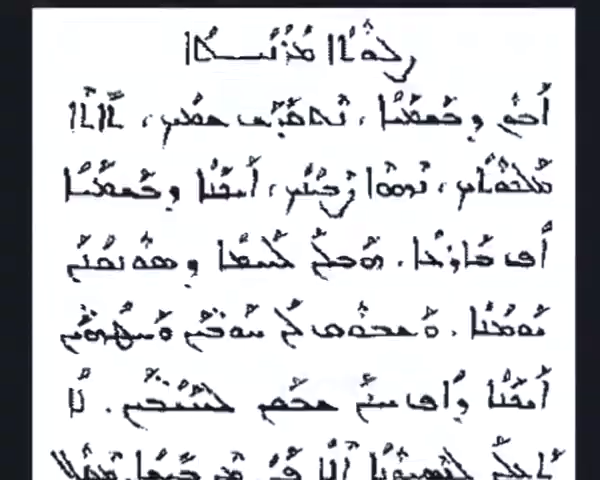 ܨܠܘܬܐ ܡܪܢܝܬܐ
ܐܒܘܢ ܕܒܫܡܝܐ ، ܢܬܩܕܫ ܫܡܟ ، ܬܐܬܐ
ܡܠܟܘܬܟ ، ܢܗܘܐ ܨܒܝܢܟ ، ܐܝܟܢܐ ܕܒܫܡܝܐ
ܐܦ ܒܐܪܥܐ . ܗܒ ܠܢ ܠܚܡܐ ܕܣܘܢܩܢܢ
ܝܘܡܢܐ . ܘܫܒܘܩ ܠܢ ܚܘܒܝܢ ܘܚܛܗܝܢ
ܐܝܟܢܐ ܕܐܦ ܚܢܢ ܫܒܩܢ ܠܚܝܒܝܢ . ܠܐ
ܬܥܠܢ ܠܢܣܝܘܢܐ ܐܠܐ ܦܨܢ ܡܢ ܒܝܫܐ ܡܛܠ